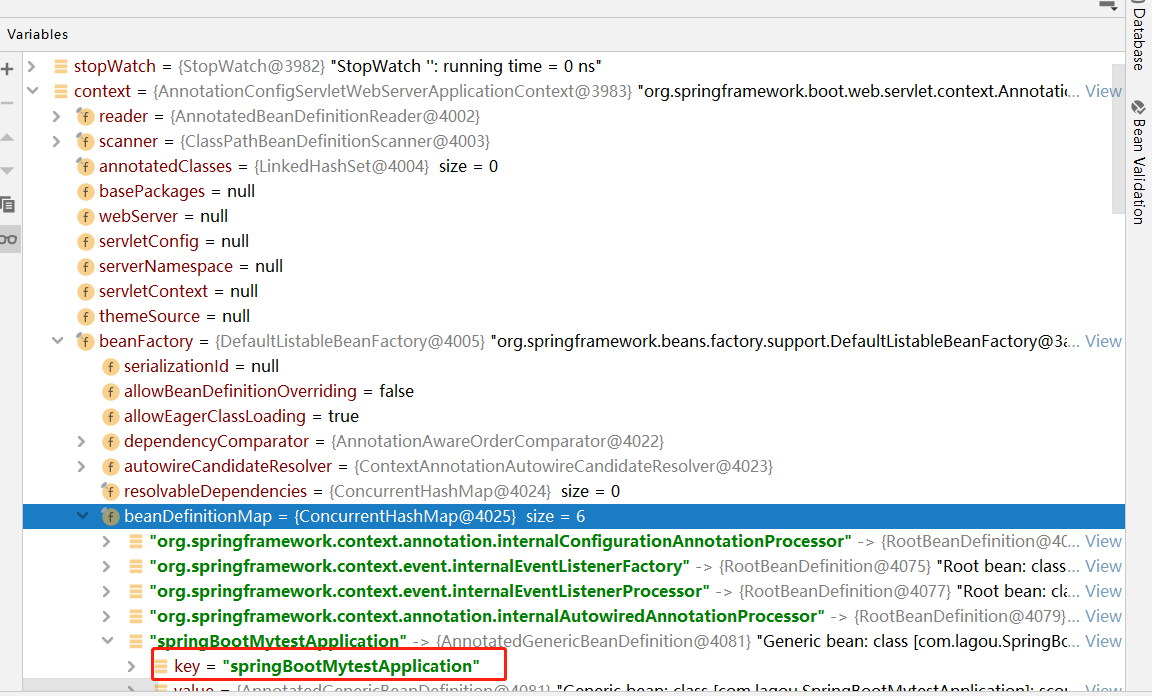 Variables
stopWatch = {StopWatch@3982} "StopWatch '': running time = 0 ns"
context = {AnnotationConfigServletWebServerApplicationContext@3983} "org.springframework.boot.web.servlet.context.Annotatio... View
reader = {AnnotatedBeanDefinitionReader@4002}
scanner = {ClassPathBeanDefinitionScanner@4003}
annotatedClasses = {LinkedHashSet@4004} size = 0
basePackages = null
webServer = null
servletConfig = null
serverNamespace = null
servletContext = null
themeSource = null
beanFactory = {DefaultListableBeanFactory@4005} "org.springframework.beans.factory.support.DefaultListableBeanFactory@3a... View
serializationId = null
allowBeanDefinitionOverriding = false
allowEagerClassLoading = true
dependencyComparator = {AnnotationAwareOrderComparator@4022}
autowireCandidateResolver = {ContextAnnotationAutowireCandidateResolver@4023}
resolvableDependencies = {ConcurrentHashMap@4024} size = 0
beanDefinitionMap = {ConcurrentHashMap@4025} size = 6
"org.springframework.context.annotation.internalConfigurationAnnotationProcessor" -> {RootBeanDefinition@40... View
"org.springframework.context.event.internalEventListenerFactory" -> {RootBeanDefinition@4075} "Root bean: class... View
"org.springframework.context.event.internalEventListenerProcessor" -> {RootBeanDefinition@4077} "Root bean: cla... View
"org.springframework.context.annotation.internalAutowiredAnnotationProcessor" -> {RootBeanDefinition@4079}... View
"springBootMytestApplication" -> {AnnotatedGenericBeanDefinition@4081} "Generic bean: class [com.lagou.SpringBo... View
key = "springBootMytestApplication"
value = {AnnotatedGenericBeanDefinition@4081} "Generic bean: class [com.lagou.SpringBootMytestApplication]; sco... View
Database
Bean Validation